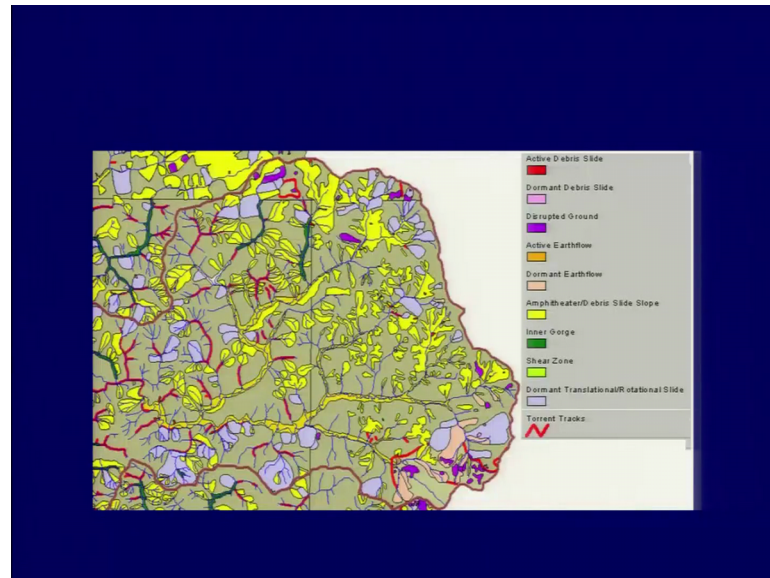 Active Debris Slide
Dormant Debris Slide
Disrupted Ground
Active Earthflow
Dormant Earthflow
Amphitheater/Debris Slide Slope
Inner Gorge
Shear Zone
Dormant Translational/Rotational Slide
Torrent Tracks